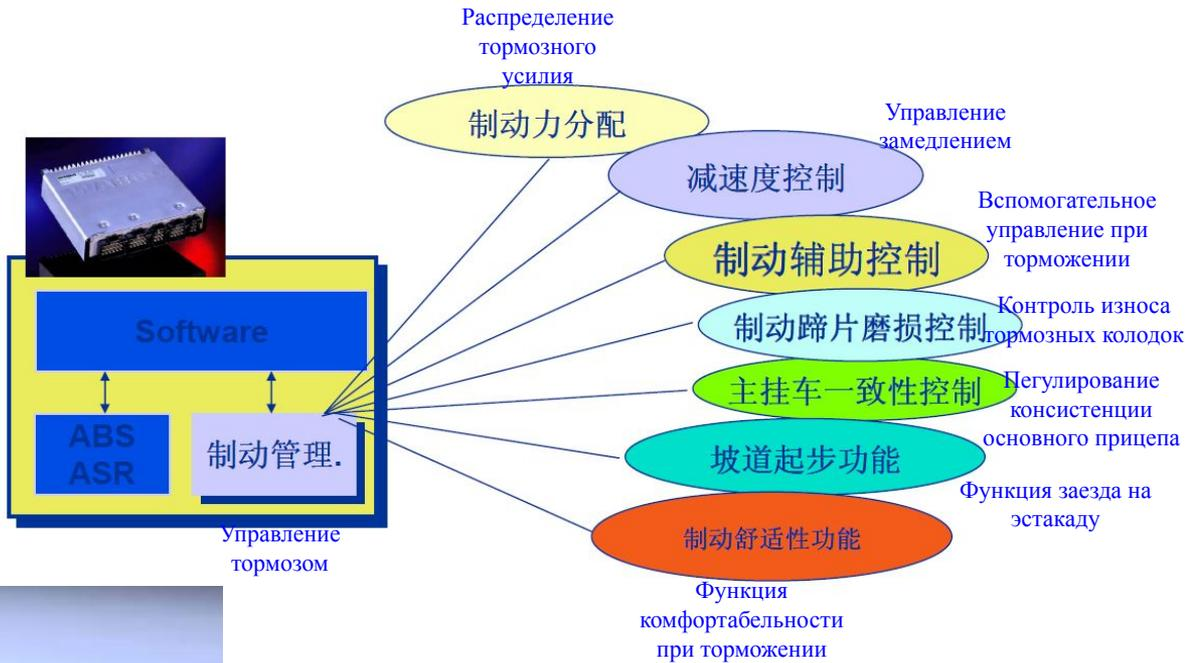 Распределение
тормозного
усилия
制动力分配
Управление
замедлением
减速度控制
Вспомогательное
управление при
торможении
制动辅助控制
Контроль износа
тормозных колодок
制动蹄片磨损控制
Пегулирование
консистенции
основного прицепа
主挂车一致性控制
坡道起步功能
Функция заезда на
эстакаду
制动舒适性功能
Функция
комфортабельности
при торможении
Software
ABS
ASR
制动管理.
Управление
тормозом